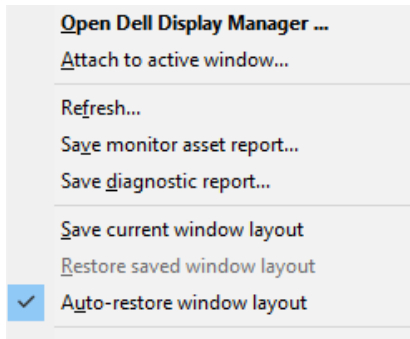 Open Dell Display Manager ...
Attach to active window...
Refresh...
Save monitor asset report...
Save diagnostic report...
Save current window layout
Restore saved window layout
Auto-restore window layout